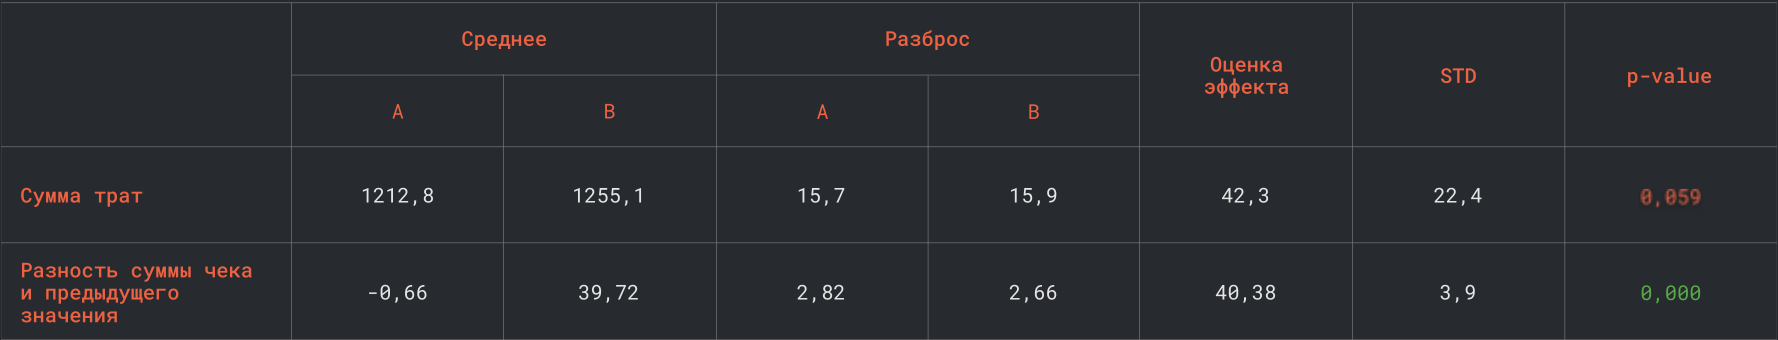 Среднее
Разброс
Оценка
эффекта
STD
p-value
A
B
A
B
Сумма трат
1212,8
1255,1
15,7
15,9
42,3
22,4
0,059
Разность суммы чека
и предыдущего
значения
-0,66
39,72
2,82
2,66
40,38
3,9
0,000